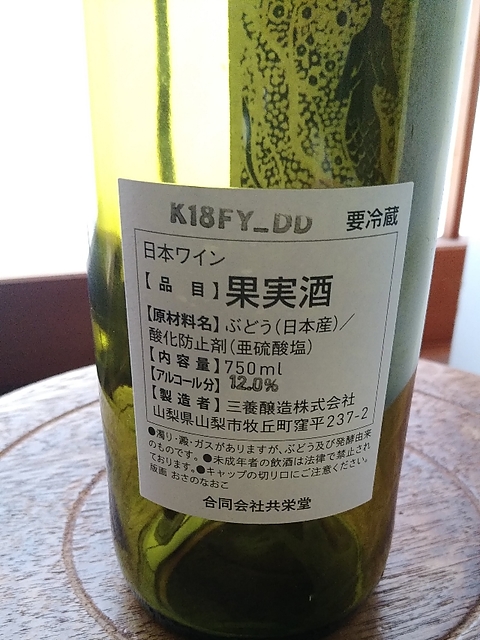 K18FY_DD 要冷蔵
日本ワイン
【品目】果実酒
【原材料名】ぶどう(日本産)／
酸化防止剤(亜硫酸塩)
【内容量】750ml
【アルコール分】12.0%
【製造者】三養醸造株式会社
山梨県山梨市牧丘町窪平237-2
●濁り・澱・ガスがありますが、ぶどう及び発酵由来
のものです。●未成年者の飲酒は法律で禁止され
ております。●キャップの切り口にご注意ください。
版画 おさのなおこ
合同会社共栄堂